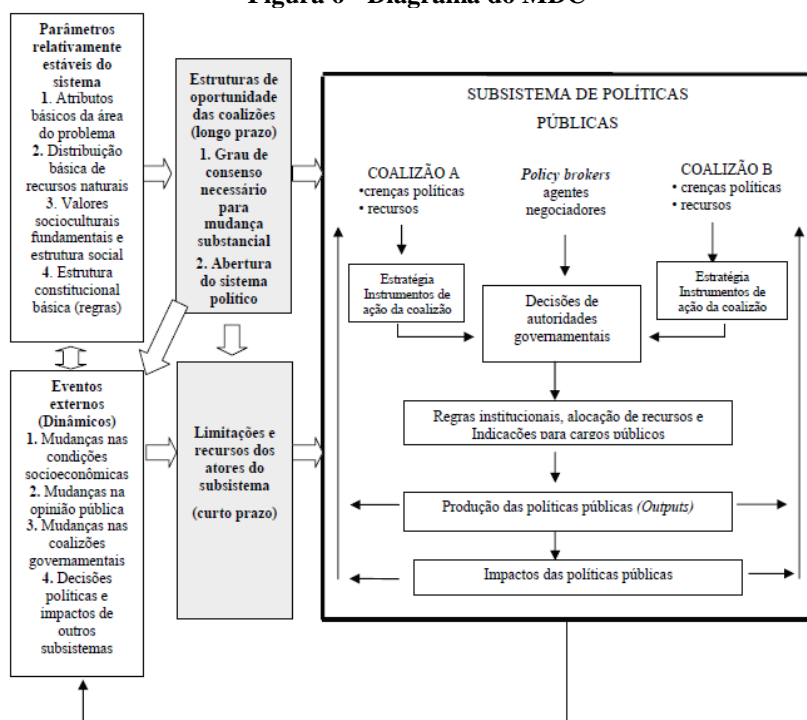 Figura 6 - Diagrama do MDC
Parâmetros
relativamente
estáveis do
sistema
1. Atributos
básicos da área
do problema
2. Distribuição
básica de
recursos naturais
3. Valores
socioculturais
fundamentais e
estrutura social
4. Estrutura
constitucional
básica (regras)
Estruturas de
oportunidade
das coalizões
(longo prazo)
1. Grau de
consenso
necessário
para
mudança
substancial
2. Abertura
do sistema
político
Eventos
externos
(Dinâmicos)
1. Mudanças nas
condições
socioeconômicas
2. Mudanças na
opinião pública
3. Mudanças nas
coalizões
governamentais
4. Decisões
políticas e
impactos de
outros
subsistemas
Limitações e
recursos dos
atores do
subsistema
(curto prazo)
SUBSISTEMA DE POLÍTICAS
PÚBLICAS
COALIZÃO A
•crenças políticas
• recursos
Policy brokers
agentes
negociadores
COALIZÃO B
• crenças políticas
• recursos
Estratégia
Instrumentos de
ação da coalizão
Decisões de
autoridades
governamentais
Estratégia
Instrumentos de
ação da coalizão
Regras institucionais, alocação de recursos e
Indicações para cargos públicos
Produção das políticas públicas (Outputs)
Impactos das políticas públicas